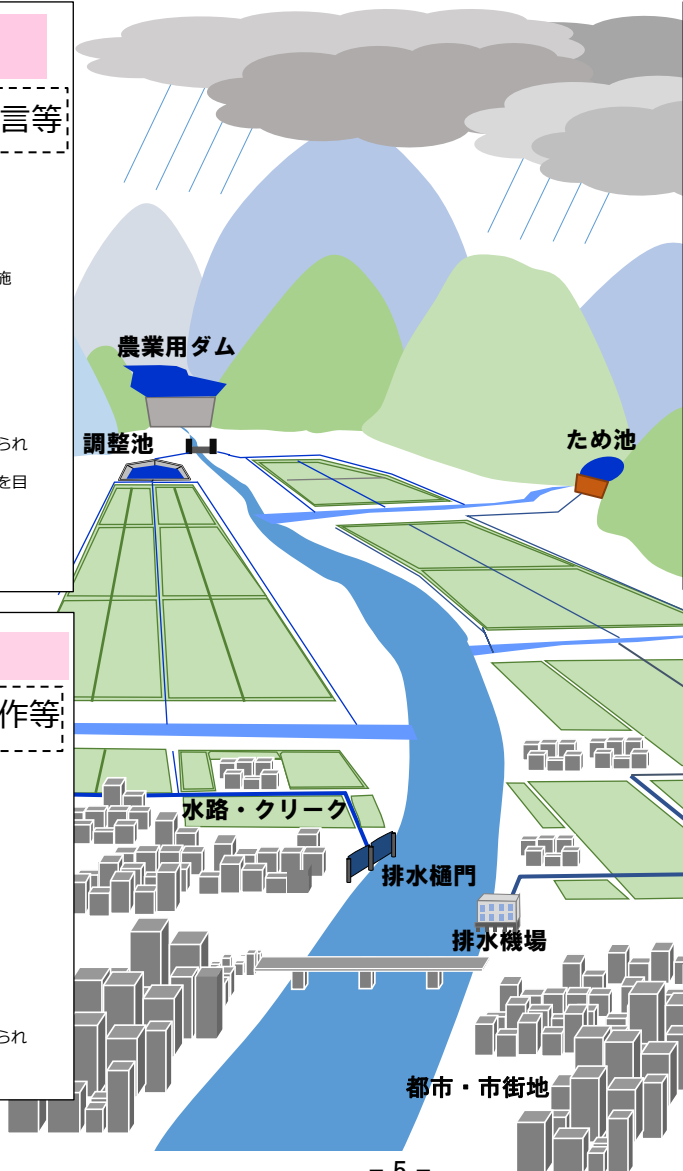 言等
施
られ
を目
作等
られ
農業用ダム
調整池
ため池
水路・クリーク
排水樋門
排水機場
都市・市街地
– 5 –